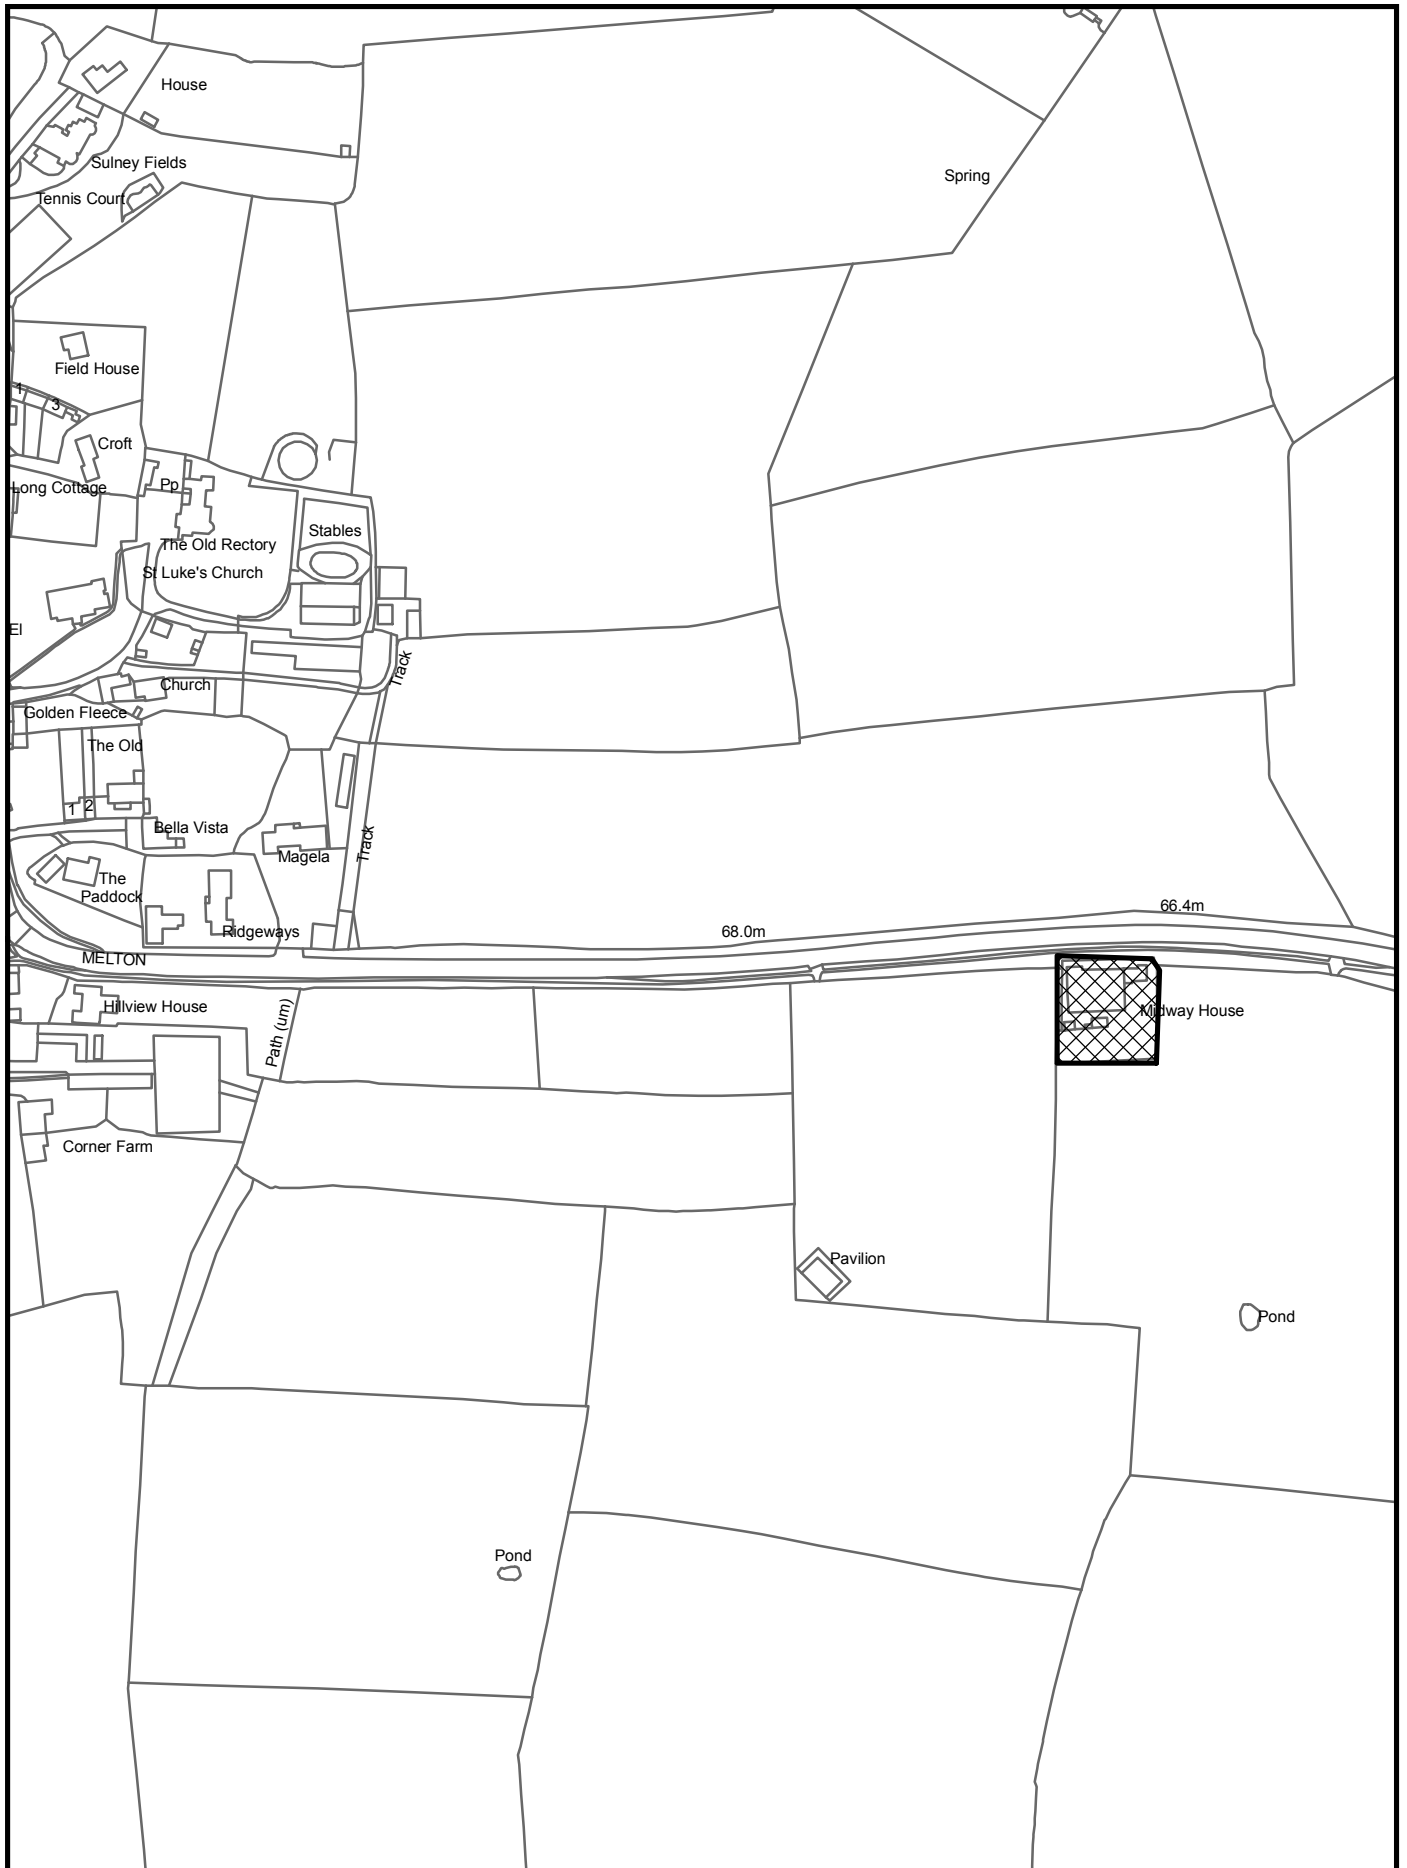 House
Sulney Fields
Spring
Tennis Court
Field House
1
3
Croft
Long Cottage
Pp
Stables
The Old Rectory
St Luke's Church
El
Track
Church
Golden Fleece
The Old
1
2
Bella Vista
Track
Magela
The
Paddock
66.4m
Ridgeways
68.0m
MELTON
Hillview House
Midway House
Path (um)
Corner Farm
Pavilion
Pond
Pond